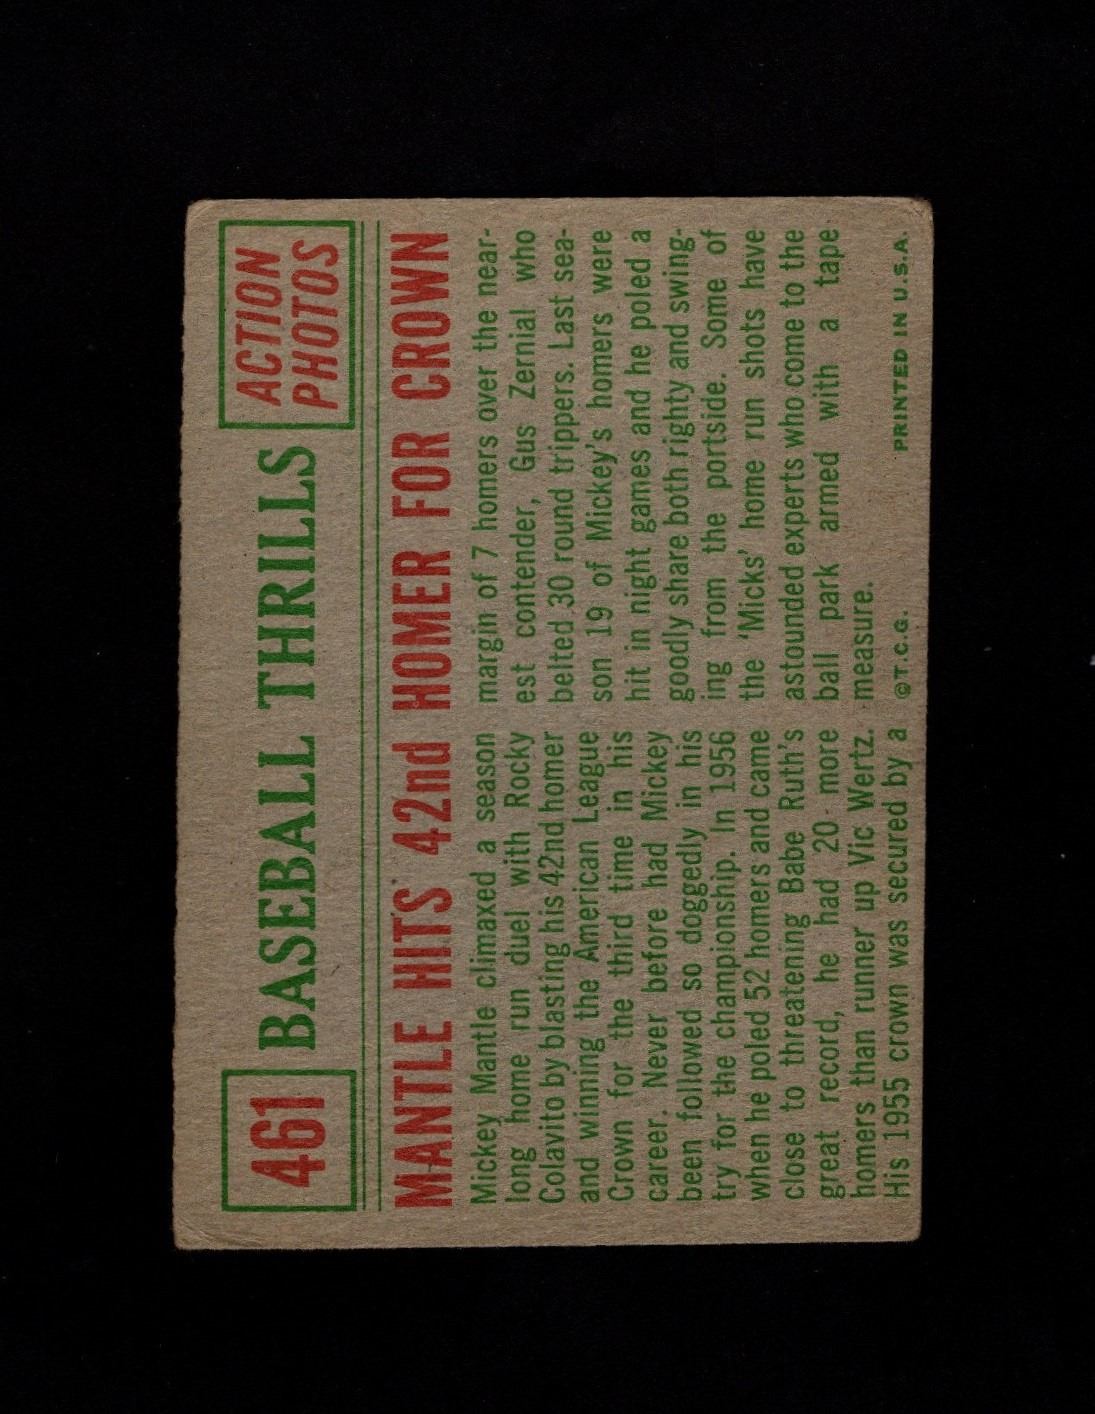 461
BASEBALL THRILLS
ACTION
PHOTOS
MANTLE HITS 42nd HOMER FOR CROWN
Mickey Mantle climaxed a season
long home run duel with Rocky
Colavito by blasting his 42nd homer
and winning the American League
Crown for the third time in his
career. Never before had Mickey
been followed so doggedly in his
try for the championship. In 1956
when he poled 52 homers and came
close to threatening Babe Ruth's
great record, he had 20 more
homers than runner up Vic Wertz.
His 1955 crown was secured by a
margin of 7 homers over the near-
est contender, Gus Zernial who
belted 30 round trippers. Last sea-
son 19 of Mickey's homers were
hit in night games and he poled a
goodly share both righty and swing-
ing from the portside. Some of
the 'Micks' home run shots have
astounded experts who come to the
ball park armed with a tape
measure.
©T.C.G. PRINTED IN U.S.A.